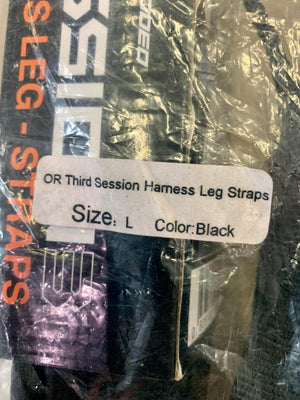 OR Third Session Harness Leg Straps
Size: L Color:Black
S LEG - STRAPS